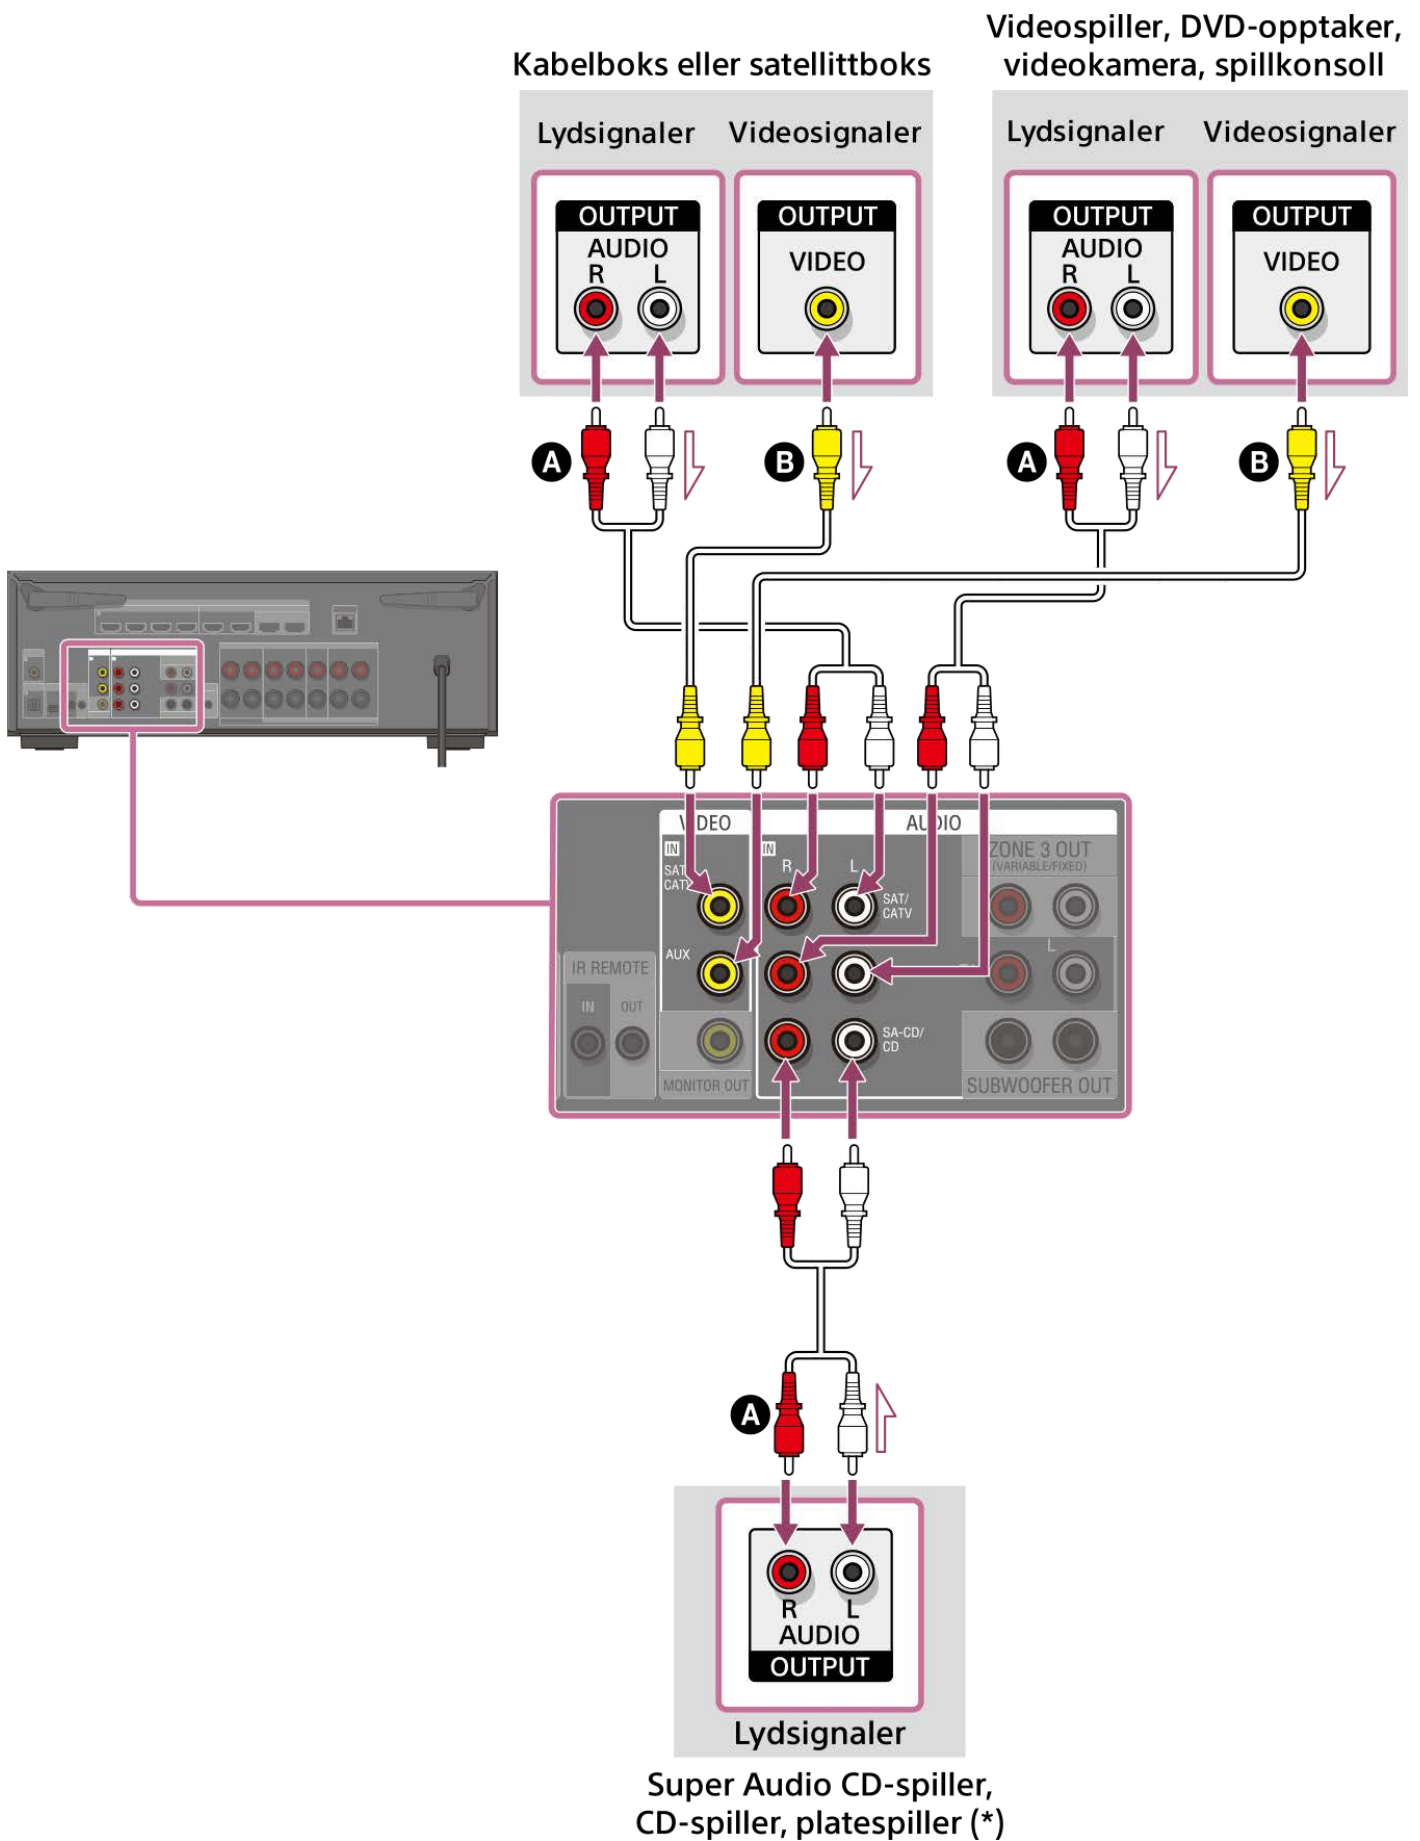 Videospiller, DVD-opptaker,
videokamera, spillkonsoll
Kabelboks eller satellittboks
Lydsignaler
Videosignaler
Lydsignaler
Videosignaler
OUTPUT
AUDIO
R L
OUTPUT
VIDEO
OUTPUT
AUDIO
R L
OUTPUT
VIDEO
A
B
A
B
VIDEO
AUDIO
IN
IN
R L
SAT/
CATV
SAT/
CATV
ZONE 3 OUT
(VARIABLE/FIXED)
AUX
L
IR REMOTE
IN OUT
SA-CD/
CD
MONITOR OUT
SUBWOOFER OUT
A
R L
AUDIO
OUTPUT
Lydsignaler
Super Audio CD-spiller,
CD-spiller, platespiller (*)